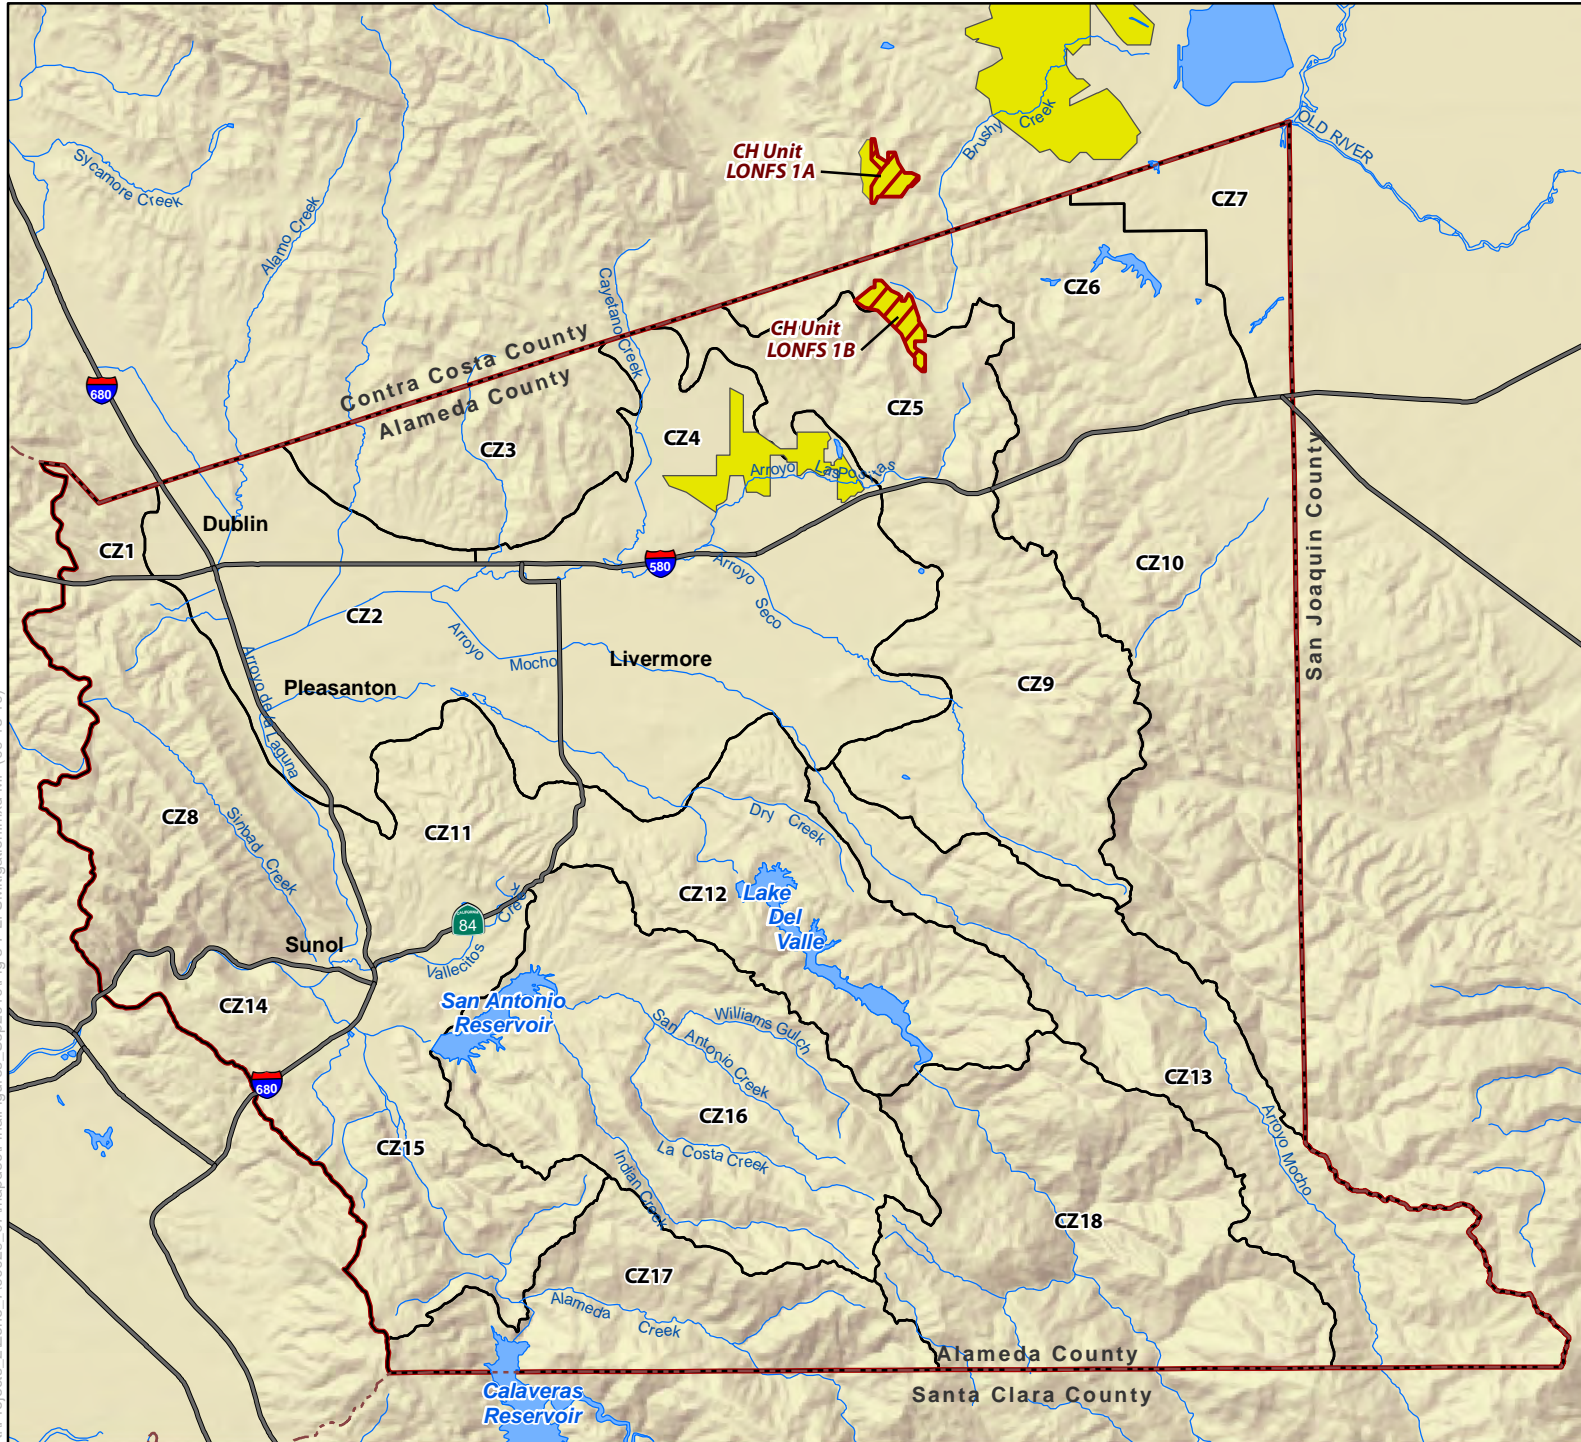 OLD RIVER
Brushy
Creek
CH Unit
LONFS 1A
Sycamore Creek
CZ7
Alamo Creek
Cayetano Creek
CZ6
CH Unit
LONFS 1B
Contra Costa County
Alameda County
680
CZ5
CZ3
CZ4
Arroyo Las Positas
San Joaquin County
Dublin
CZ1
580
Arroyo
Seco
CZ10
CZ2
Arroyo
Mocho
Livermore
Arroyo de la Laguna
Pleasanton
CZ9
CZ8
Sinbad Creek
CZ11
Dry Creek
CZ12
Lake
Del
Valle
CALIFORNIA
84
Creek
Vallecitos
Sunol
San Antonio
Reservoir
CZ14
Williams Gulch
San Antonio Creek
680
CZ13
CZ16
CZ15
La Costa Creek
Indian Creek
Arroyo Mocho
CZ18
CZ17
Alameda
Creek
Alameda County
Santa Clara County
Calaveras
Reservoir